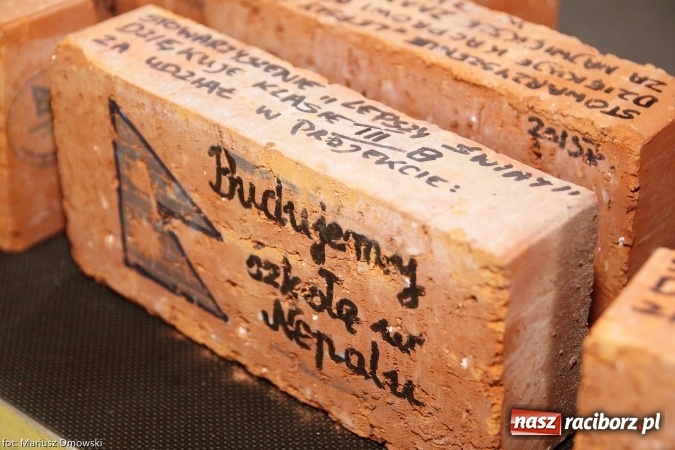 STOWARZYSZENIE "LEPSZY ŚWIAT"
DZIĘKUJE KLASIE III B
ZA UDZIAŁ W PROJEKCIE:
Budujemy
szkołę w
Nepalu
STOWARZYSZENIE
DZIĘKUJE
ZA
2015R
fot: Mariusz Dmowski
nasz raciborz.pl